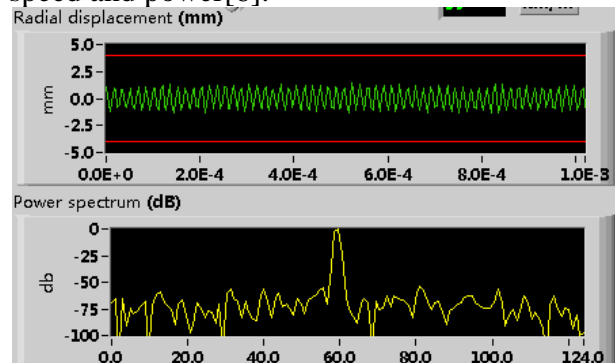 speed and power[6].
Radial displacement (mm)
5.0
2.5
0.0
-2.5
-5.0
mm
0.0E+0 2.0E-4 4.0E-4 6.0E-4 8.0E-4 1.0E-3
Power spectrum (dB)
0
-25
-50
-75
-100
db
0.0 20.0 40.0 60.0 80.0 100.0 124.0